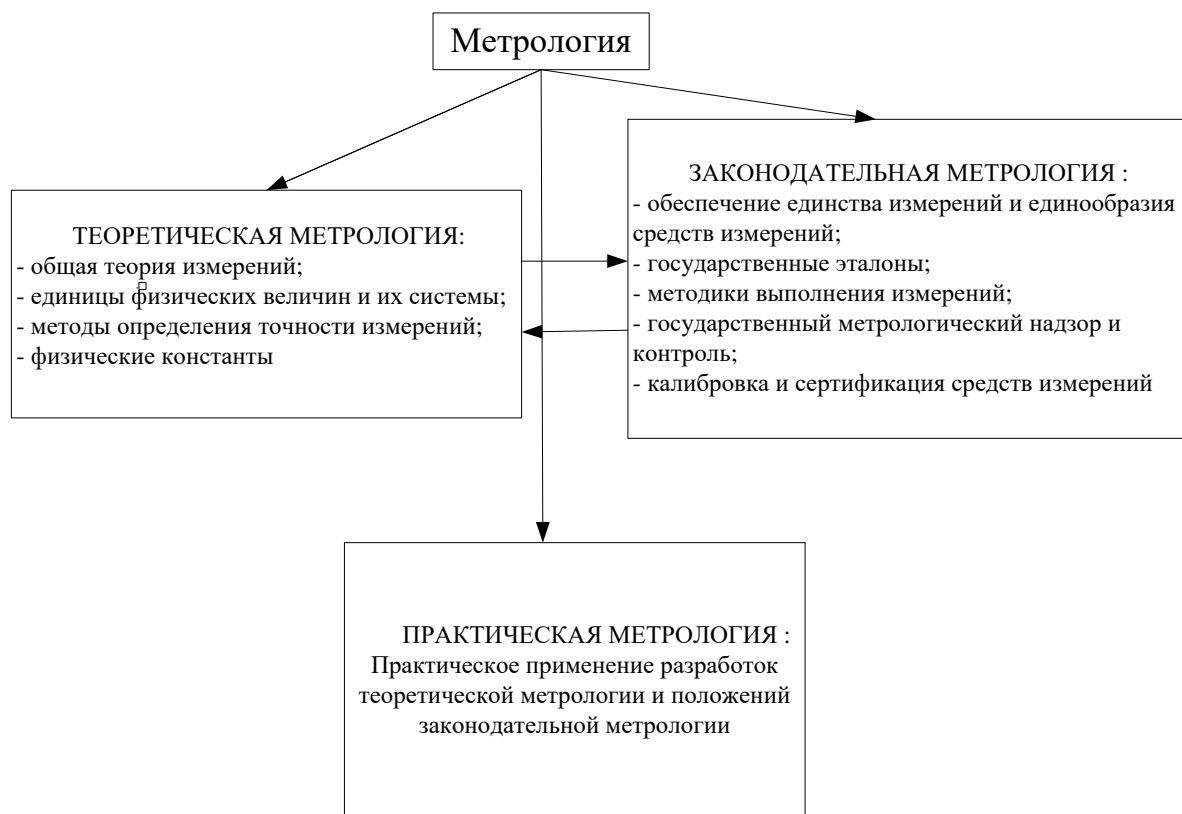 Метрология
ТЕОРЕТИЧЕСКАЯ МЕТРОЛОГИЯ:
- общая теория измерений;
- единицы физических величин и их системы;
- методы определения точности измерений;
- физические константы
ЗАКОНОДАТЕЛЬНАЯ МЕТРОЛОГИЯ :
- обеспечение единства измерений и единообразия
средств измерений;
- государственные эталоны;
- методики выполнения измерений;
- государственный метрологический надзор и
контроль;
- калибровка и сертификация средств измерений
ПРАКТИЧЕСКАЯ МЕТРОЛОГИЯ :
Практическое применение разработок
теоретической метрологии и положений
законодательной метрологии